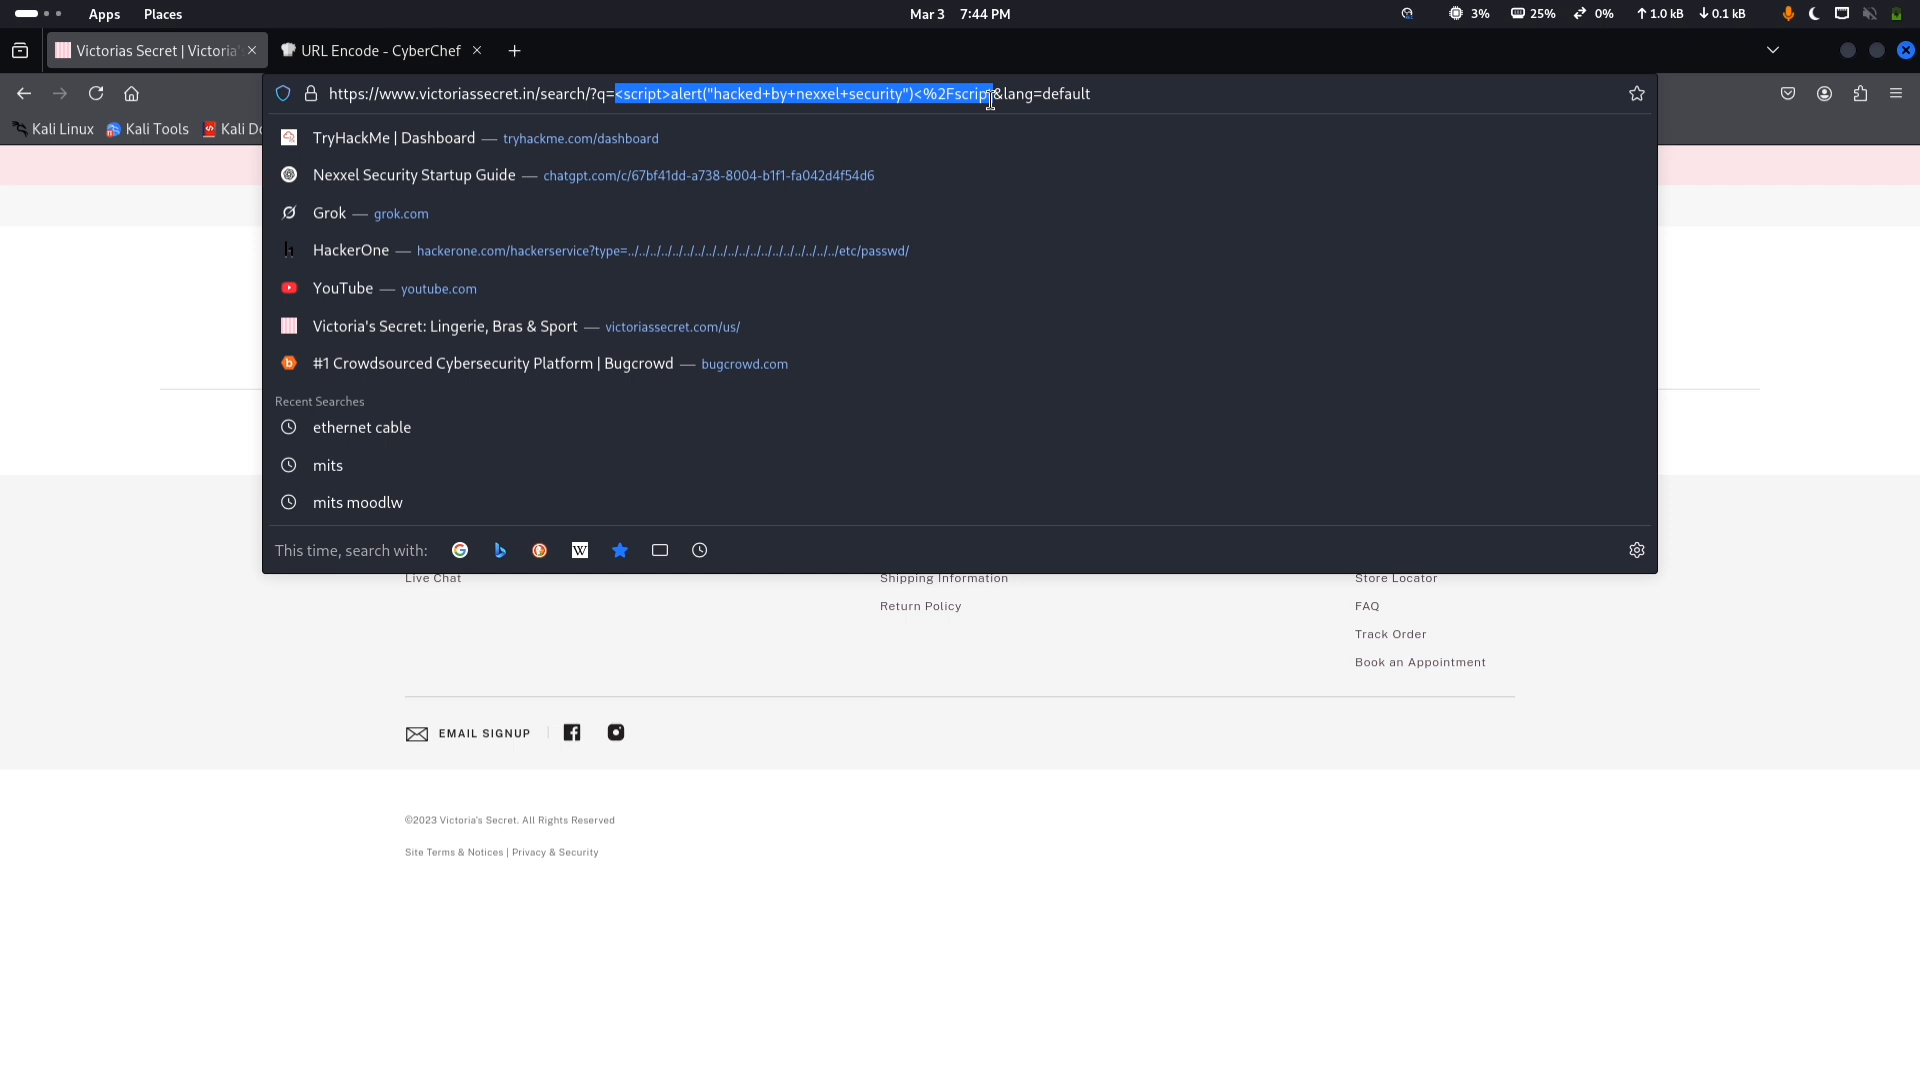 Apps Places Mar 3 7:44 PM 3% 25% 0% 1.0 kB 0.1 kB
Victorias Secret | Victoria' URL Encode - CyberChef
https://www.victoriassecret.in/search/?q=<script>alert("hacked+by+nexxel+security")<%2Fscrip &lang=default
Kali Linux Kali Tools Kali Do
TryHackMe | Dashboard — tryhackme.com/dashboard
Nexxel Security Startup Guide — chatgpt.com/c/67bf41dd-a738-8004-b1f1-fa042d4f54d6
Grok — grok.com
HackerOne — hackerone.com/hackerservice?type=../../../../../../../../../../../../../../../../../../../etc/passwd/
YouTube — youtube.com
Victoria's Secret: Lingerie, Bras & Sport — victoriassecret.com/us/
#1 Crowdsourced Cybersecurity Platform | Bugcrowd — bugcrowd.com
Recent Searches
ethernet cable
mits
mits moodlw
This time, search with: W
Live Chat Shipping Information Store Locator
Return Policy FAQ
Track Order
Book an Appointment
EMAIL SIGNUP
©2023 Victoria's Secret. All Rights Reserved
Site Terms & Notices | Privacy & Security